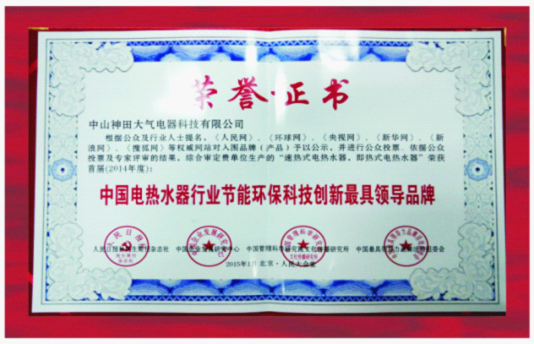 荣誉证书
中山神田大气电器科技有限公司
根据公众及行业人士提名，《人民网》、《环球网》、《央视网》、《新华网》、《新
浪网》、《搜狐网》等权威网站对入围品牌（产品）予以公示，并进行公众投票，依据公众
投票及专家评审的结果，综合审定贵单位生产的“速热式电热水器，即热式电热水器”荣获
首届(2014年度):
中国电热水器行业节能环保科技创新最具领导品牌
2015年1月 北京·人民大会堂